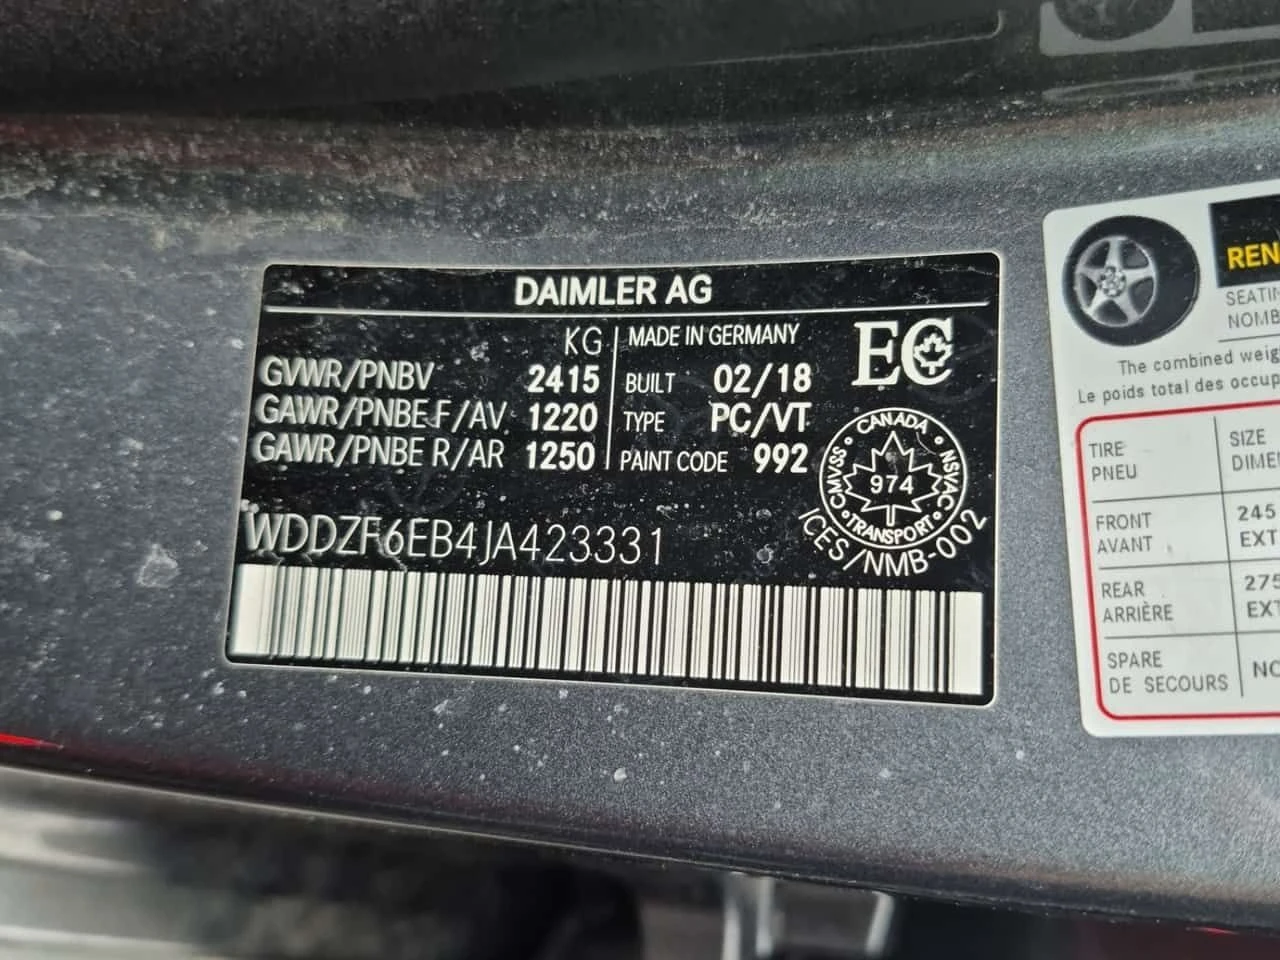 DAIMLER AG
KG
GVWR/PNBV 2415
GAWR/PNBE F/AV 1220
GAWR/PNBE R/AR 1250
MADE IN GERMANY
BUILT 02/18
TYPE PC/VT
PAINT CODE 992
EC
CANADA
CMVSS
NSVAC
974
TRANSPORT
ICES/NMB-002
WDDZF6EB4JA423331
REN
SEATIN
NOMB
The combined weig
Le poids total des occup
TIRE
PNEU
SIZE
DIMEN
FRONT
AVANT
245
EXT
REAR
ARRIÈRE
275
EXT
SPARE
DE SECOURS
NO